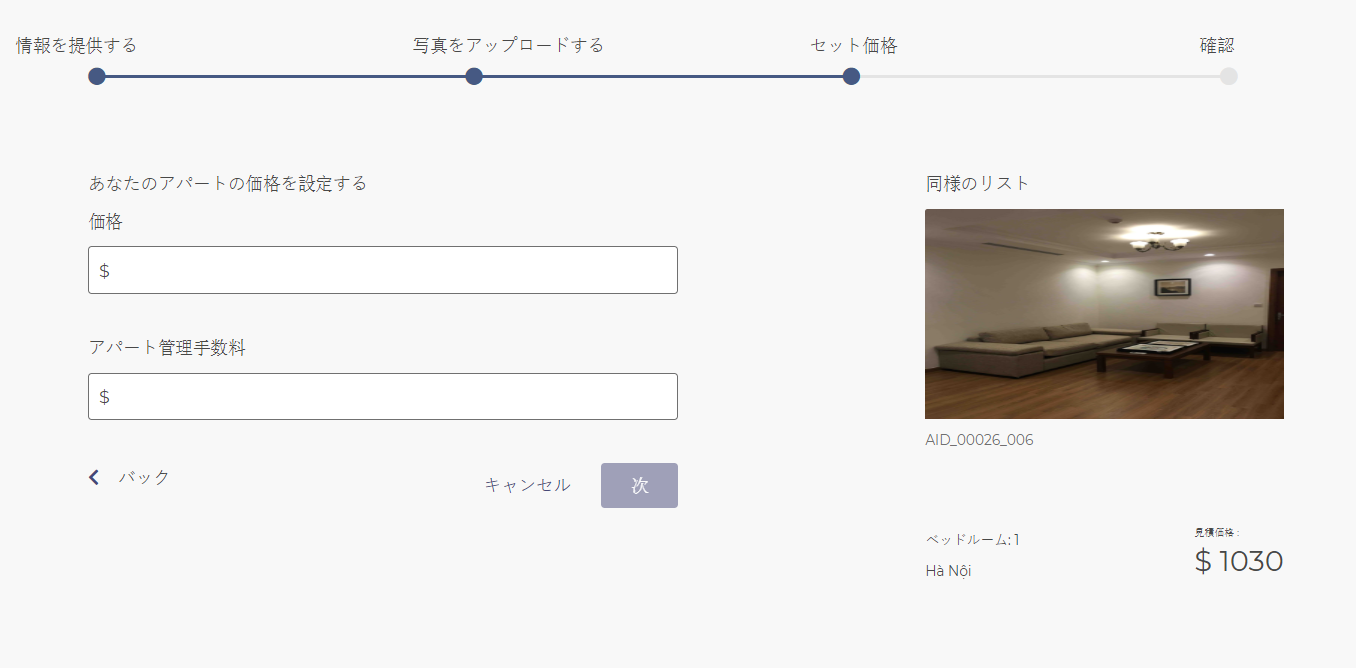 情報を提供する
写真をアップロードする
セット価格
確認
あなたのアパートの価格を設定する
価格
$
アパート管理手数料
$
バック
キャンセル
次
同様のリスト
AID_00026_006
ベッドルーム: 1
Hà Nội
見積価格 :
$ 1030